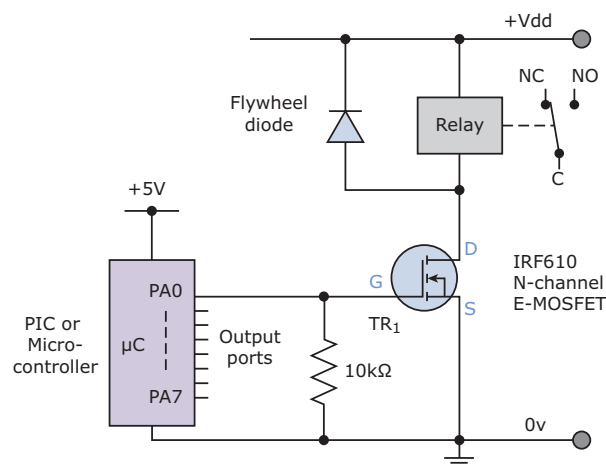 +Vdd
NC
NO
Flywheel
diode
Relay
C
+5V
D
IRF610
N-channel
E-MOSFET
PA0
G
S
TR1
PIC or
Micro-
controller
µC
Output
ports
10kΩ
PA7
0v